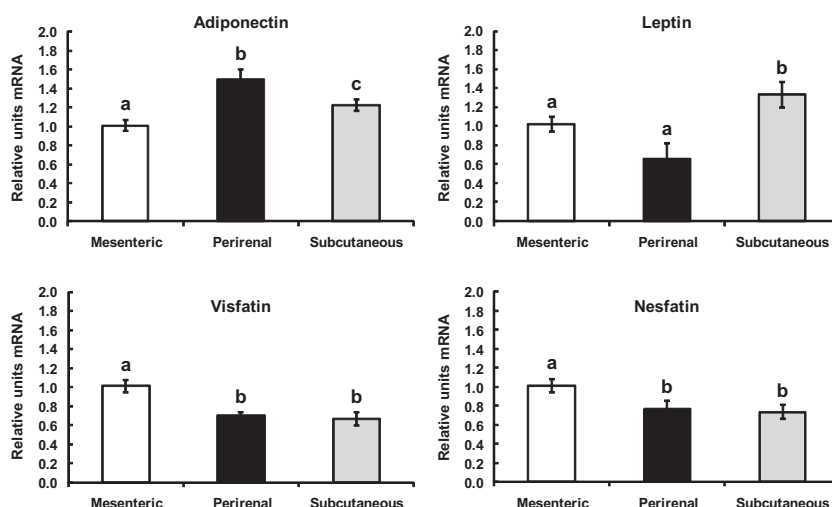 Adiponectin
Relative units mRNA
2.0
1.8
1.6
1.4
1.2
1.0
0.8
0.6
0.4
0.2
0.0
a
b
c
Mesenteric Perirenal Subcutaneous
Leptin
Relative units mRNA
2.0
1.8
1.6
1.4
1.2
1.0
0.8
0.6
0.4
0.2
0.0
a
a
b
Mesenteric Perirenal Subcutaneous
Visfatin
Relative units mRNA
2.0
1.8
1.6
1.4
1.2
1.0
0.8
0.6
0.4
0.2
0.0
a
b
b
Mesenteric Perirenal Subcutaneous
Nesfatin
Relative units mRNA
2.0
1.8
1.6
1.4
1.2
1.0
0.8
0.6
0.4
0.2
0.0
a
b
b
Mesenteric Perirenal Subcutaneous